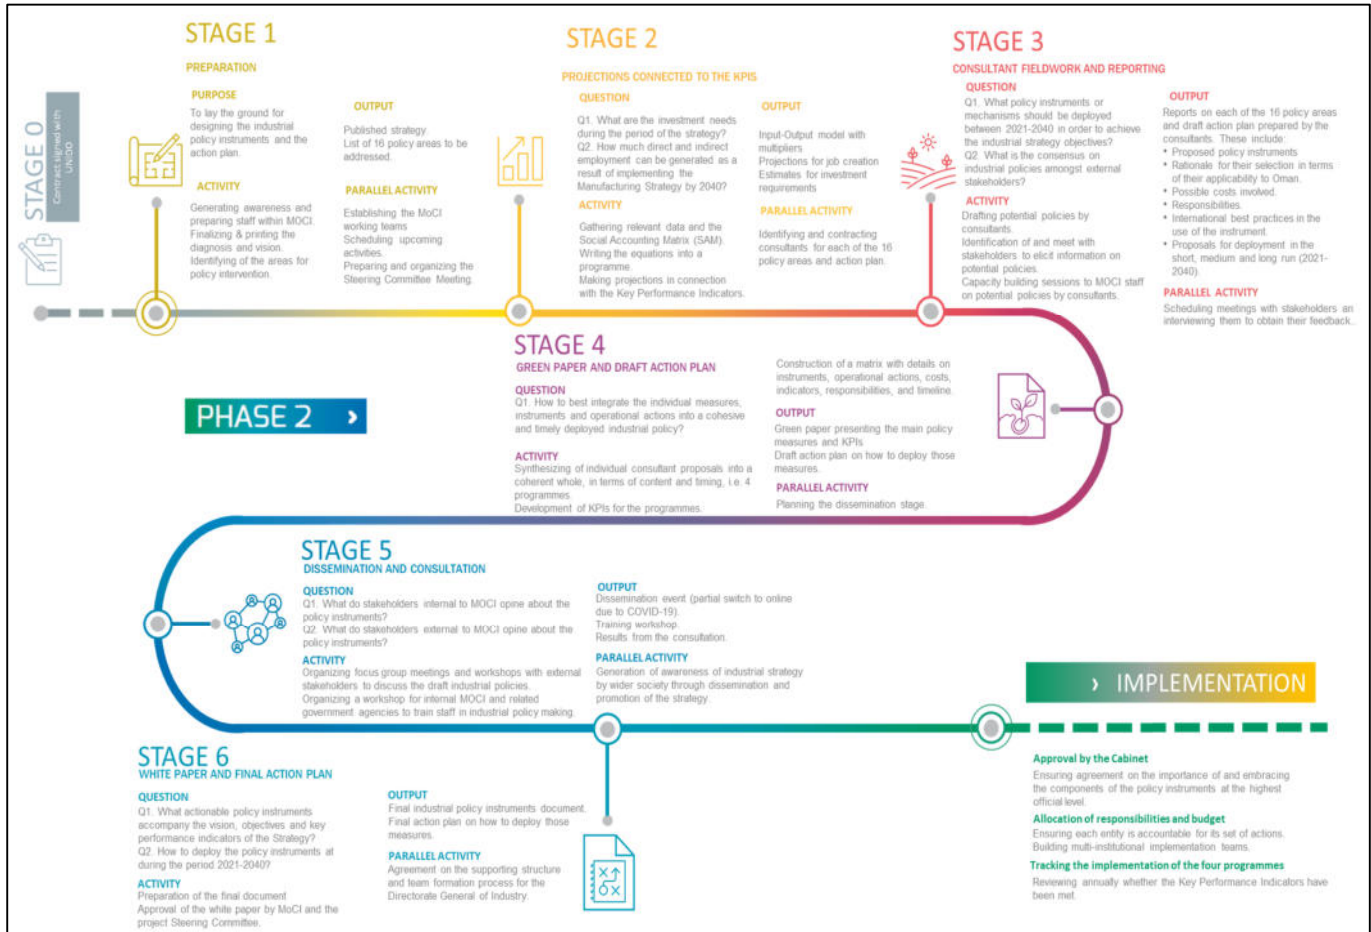 STAGE 0
Contract signed with
UNIDO
STAGE 1
PREPARATION
PURPOSE
To lay the ground for
designing the industrial
policy instruments and the
action plan.
ACTIVITY
Generating awareness and
preparing staff within MOCI.
Finalizing & printing the
diagnosis and vision.
Identifying of the areas for
policy intervention.
OUTPUT
Published strategy
List of 16 policy areas to be
addressed.
PARALLEL ACTIVITY
Establishing the MoCI
working teams
Scheduling upcoming
activities.
Preparing and organizing the
Steering Committee Meeting.
STAGE 2
PROJECTIONS CONNECTED TO THE KPIS
QUESTION
Q1. What are the investment needs
during the period of the strategy?
Q2. How much direct and indirect
employment can be generated as a
result of implementing the
Manufacturing Strategy by 2040?
ACTIVITY
Gathering relevant data and the
Social Accounting Matrix (SAM).
Writing the equations into a
programme.
Making projections in connection
with the Key Performance Indicators.
OUTPUT
Input-Output model with
multipliers
Projections for job creation
Estimates for investment
requirements
PARALLEL ACTIVITY
Identifying and contracting
consultants for each of the 16
policy areas and action plan.
STAGE 3
CONSULTANT FIELDWORK AND REPORTING
QUESTION
Q1. What policy instruments or
mechanisms should be deployed
between 2021-2040 in order to achieve
the industrial strategy objectives?
Q2. What is the consensus on
industrial policies amongst external
stakeholders?
ACTIVITY
Drafting potential policies by
consultants.
Identification of and meet with
stakeholders to elicit information on
potential policies.
Capacity building sessions to MOCI staff
on potential policies by consultants.
OUTPUT
Reports on each of the 16 policy areas
and draft action plan prepared by the
consultants. These include:
• Proposed policy instruments
• Rationale for their selection in terms
of their applicability to Oman.
• Possible costs involved.
• Responsibilities.
• International best practices in the
use of the instrument.
• Proposals for deployment in the
short, medium and long run (2021-
2040).
PARALLEL ACTIVITY
Scheduling meetings with stakeholders an
interviewing them to obtain their feedback..
PHASE 2 ›
STAGE 4
GREEN PAPER AND DRAFT ACTION PLAN
QUESTION
Q1. How to best integrate the individual measures,
instruments and operational actions into a cohesive
and timely deployed industrial policy?
ACTIVITY
Synthesizing of individual consultant proposals into a
coherent whole, in terms of content and timing, i.e. 4
programmes
Development of KPIs for the programmes.
Construction of a matrix with details on
instruments, operational actions, costs,
indicators, responsibilities, and timeline.
OUTPUT
Green paper presenting the main policy
measures and KPIs
Draft action plan on how to deploy those
measures.
PARALLEL ACTIVITY
Planning the dissemination stage.
STAGE 5
DISSEMINATION AND CONSULTATION
QUESTION
Q1. What do stakeholders internal to MOCI opine about the
policy instruments?
Q2. What do stakeholders external to MOCI opine about the
policy instruments?
ACTIVITY
Organizing focus group meetings and workshops with external
stakeholders to discuss the draft industrial policies.
Organizing a workshop for internal MOCI and related
government agencies to train staff in industrial policy making.
OUTPUT
Dissemination event (partial switch to online
due to COVID-19).
Training workshop.
Results from the consultation.
PARALLEL ACTIVITY
Generation of awareness of industrial strategy
by wider society through dissemination and
promotion of the strategy.
STAGE 6
WHITE PAPER AND FINAL ACTION PLAN
QUESTION
Q1. What actionable policy instruments
accompany the vision, objectives and key
performance indicators of the Strategy?
Q2. How to deploy the policy instruments at
during the period 2021-2040?
ACTIVITY
Preparation of the final document
Approval of the white paper by MoCI and the
project Steering Committee.
OUTPUT
Final industrial policy instruments document.
Final action plan on how to deploy those
measures.
PARALLEL ACTIVITY
Agreement on the supporting structure
and team formation process for the
Directorate General of Industry.
› IMPLEMENTATION
Approval by the Cabinet
Ensuring agreement on the importance of and embracing
the components of the policy instruments at the highest
official level.
Allocation of responsibilities and budget
Ensuring each entity is accountable for its set of actions.
Building multi-institutional implementation teams.
Tracking the implementation of the four programmes
Reviewing annually whether the Key Performance Indicators have
been met.